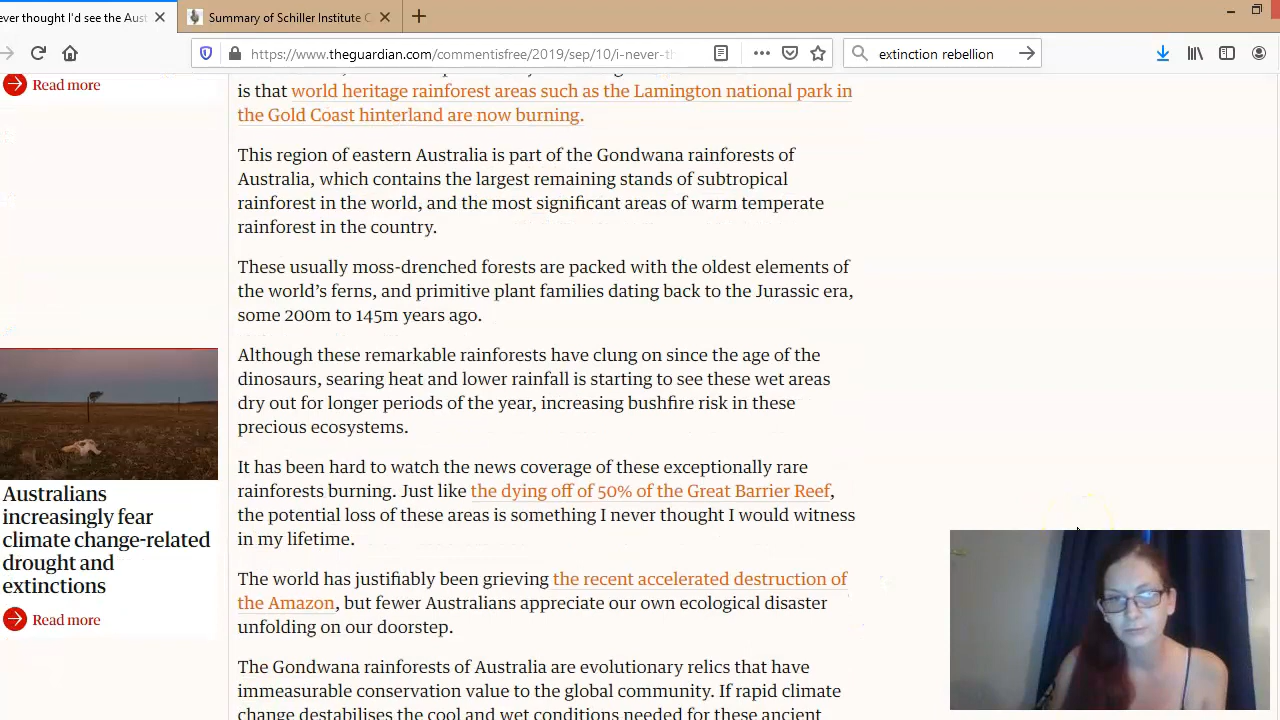 ever thought I'd see the Aust
Summary of Schiller Institute C
https://www.theguardian.com/commentisfree/2019/sep/10/i-never-th
extinction rebellion
Read more
is that world heritage rainforest areas such as the Lamington national park in
the Gold Coast hinterland are now burning.
This region of eastern Australia is part of the Gondwana rainforests of
Australia, which contains the largest remaining stands of subtropical
rainforest in the world, and the most significant areas of warm temperate
rainforest in the country.
These usually moss-drenched forests are packed with the oldest elements of
the world's ferns, and primitive plant families dating back to the Jurassic era,
some 200m to 145m years ago.
Although these remarkable rainforests have clung on since the age of the
dinosaurs, searing heat and lower rainfall is starting to see these wet areas
dry out for longer periods of the year, increasing bushfire risk in these
precious ecosystems.
It has been hard to watch the news coverage of these exceptionally rare
rainforests burning. Just like the dying off of 50% of the Great Barrier Reef,
the potential loss of these areas is something I never thought I would witness
in my lifetime.
The world has justifiably been grieving the recent accelerated destruction of
the Amazon, but fewer Australians appreciate our own ecological disaster
unfolding on our doorstep.
The Gondwana rainforests of Australia are evolutionary relics that have
immeasurable conservation value to the global community. If rapid climate
change destabilises the cool and wet conditions needed for these ancient
Australians
increasingly fear
climate change-related
drought and
extinctions
Read more